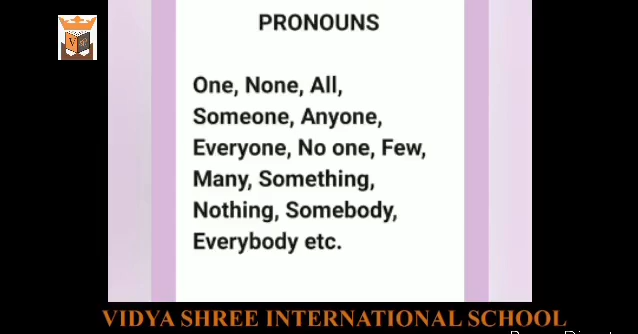 PRONOUNS
One, None, All,
Someone, Anyone,
Everyone, No one, Few,
Many, Something,
Nothing, Somebody,
Everybody etc.
VIDYA SHREE INTERNATIONAL SCHOOL